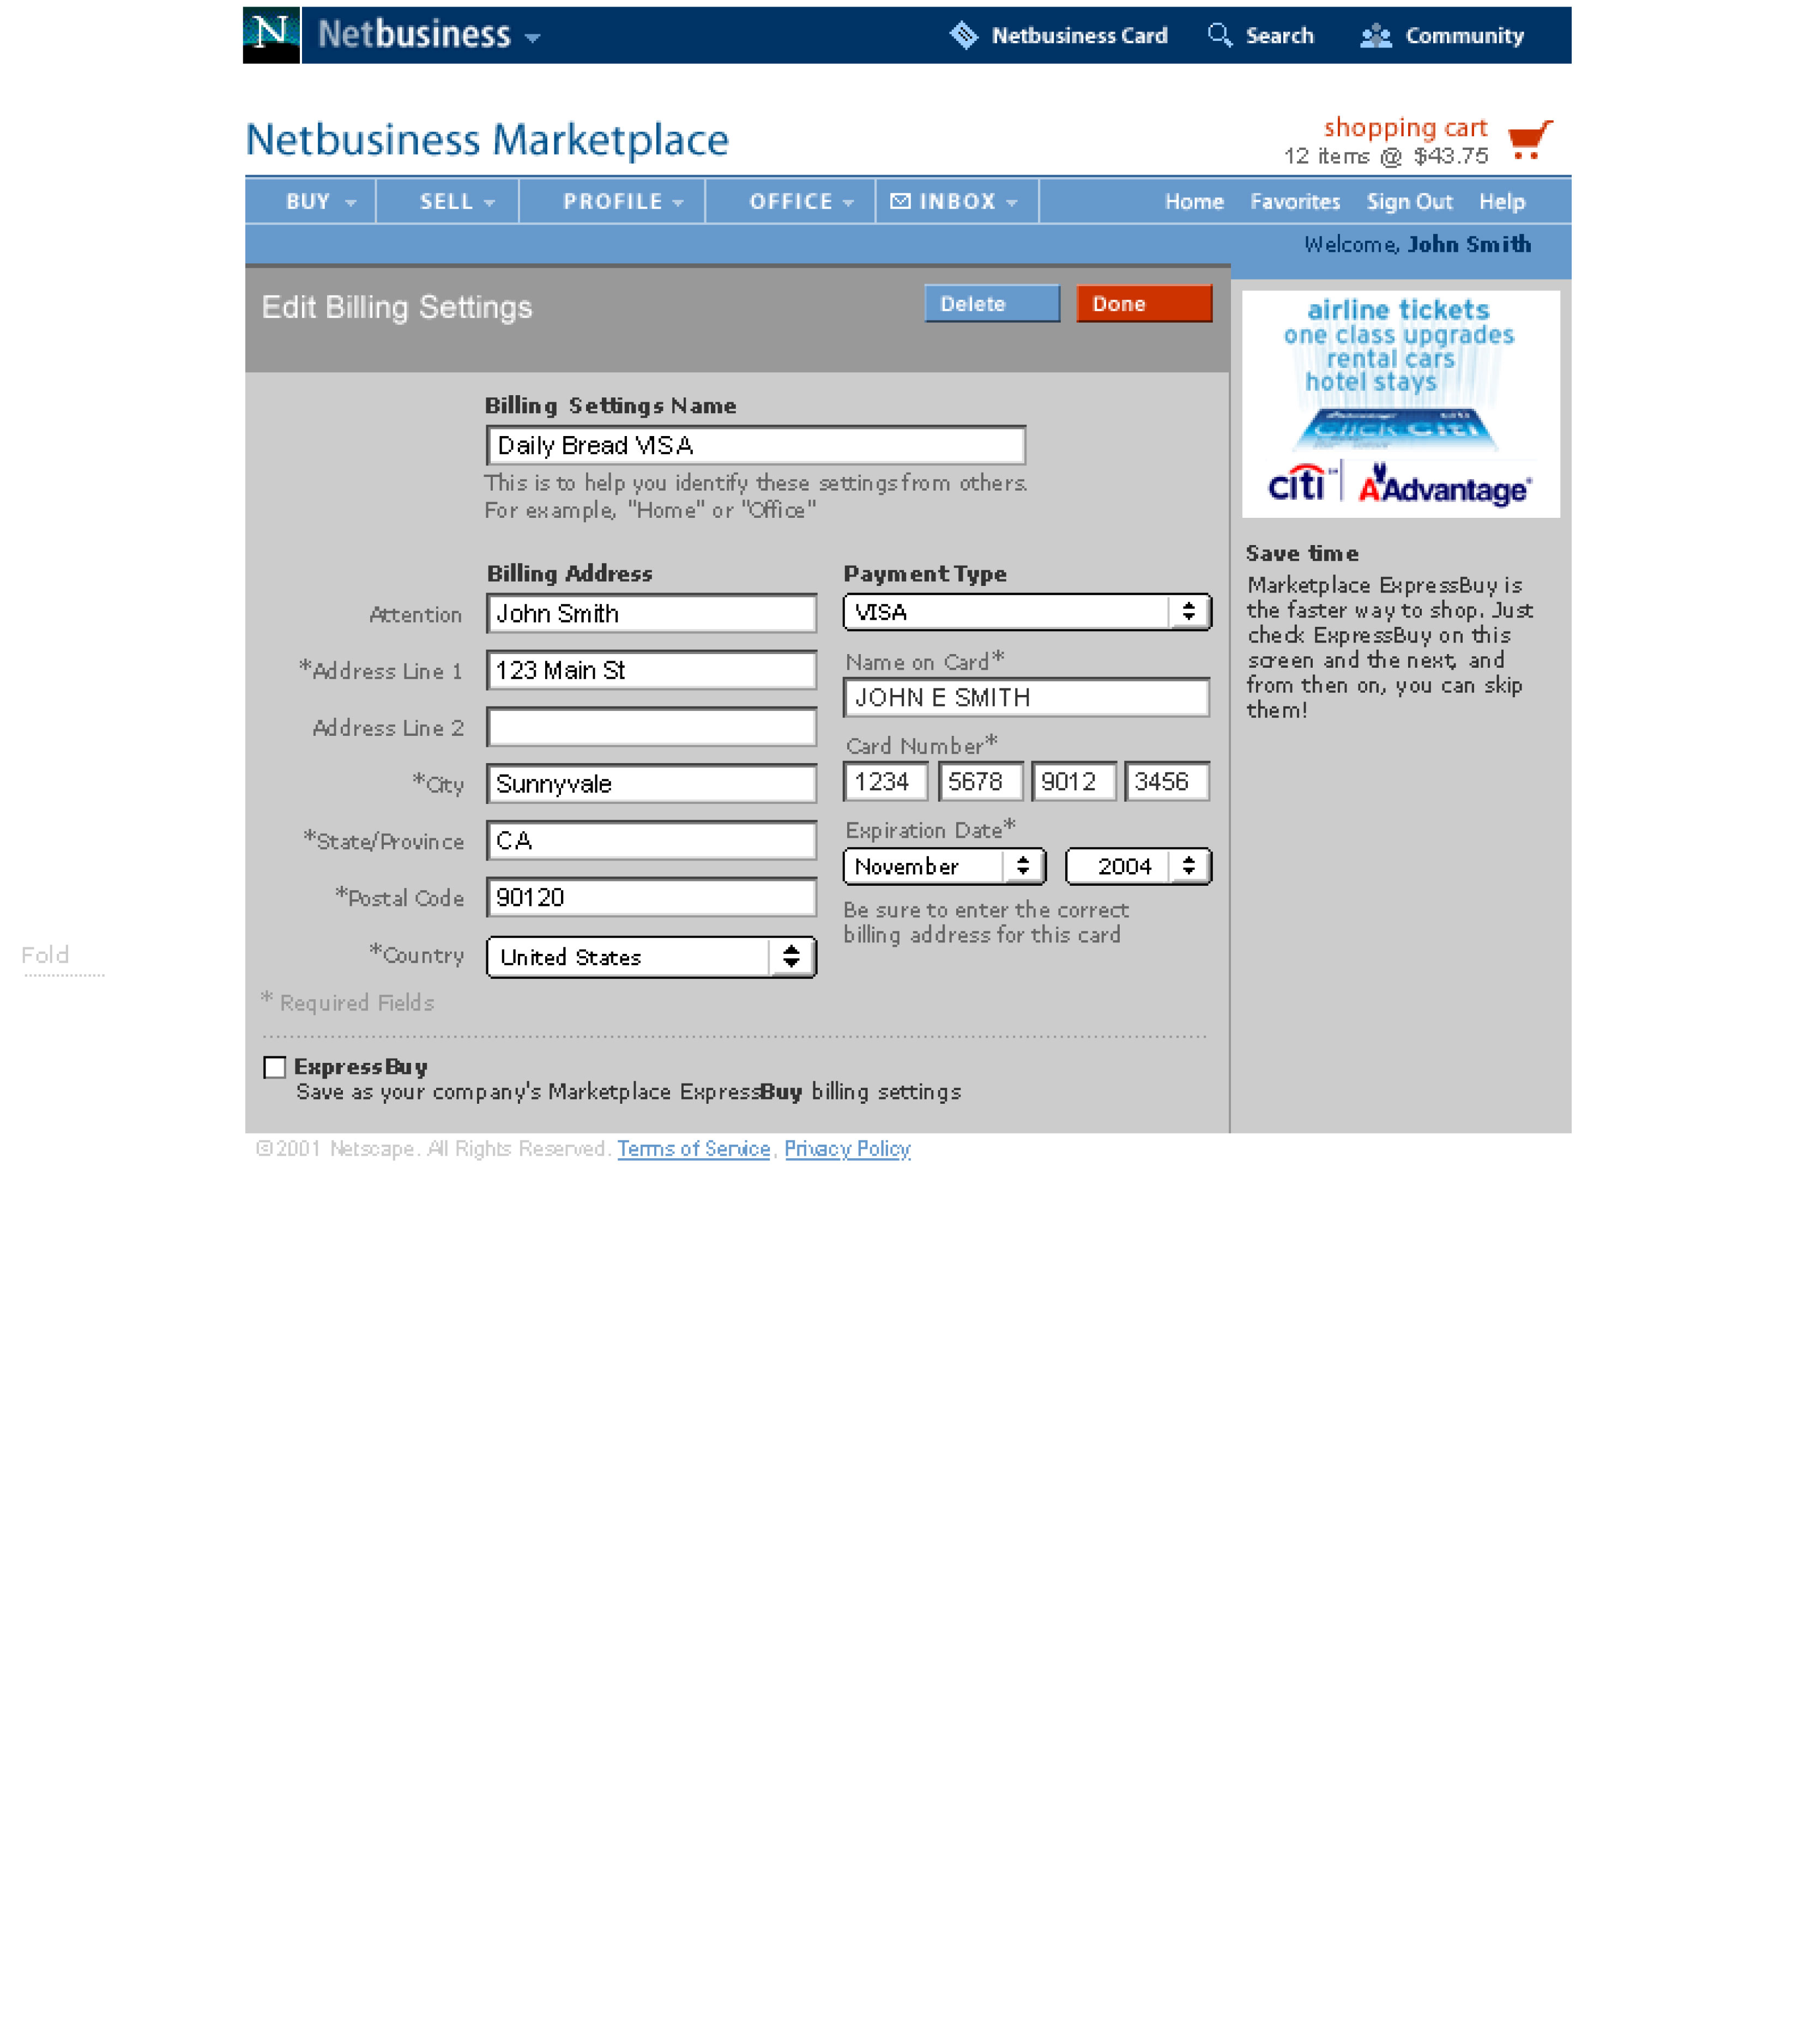 N Netbusiness Netbusiness Card Search Community
Netbusiness Marketplace
shopping cart
12 items @ $43.75
BUY SELL PROFILE OFFICE INBOX Home Favorites Sign Out Help
Welcome, John Smith
Edit Billing Settings Delete Done
airline tickets
one class upgrades
rental cars
hotel stays
click citi
citi AAdvantage
Billing Settings Name
Daily Bread VISA
This is to help you identify these settings from others.
For example, "Home" or "Office"
Billing Address
Attention John Smith
*Address Line 1 123 Main St
Address Line 2
*City Sunnyvale
*State/Province CA
*Postal Code 90120
*Country United States
* Required Fields
Payment Type
VISA
Name on Card*
JOHN E SMITH
Card Number*
1234 5678 9012 3456
Expiration Date*
November 2004
Be sure to enter the correct
billing address for this card
Save time
Marketplace ExpressBuy is
the faster way to shop. Just
check ExpressBuy on this
screen and the next, and
from then on, you can skip
them!
Fold
ExpressBuy
Save as your company's Marketplace ExpressBuy billing settings
©2001 Netscape. All Rights Reserved. Terms of Service, Privacy Policy